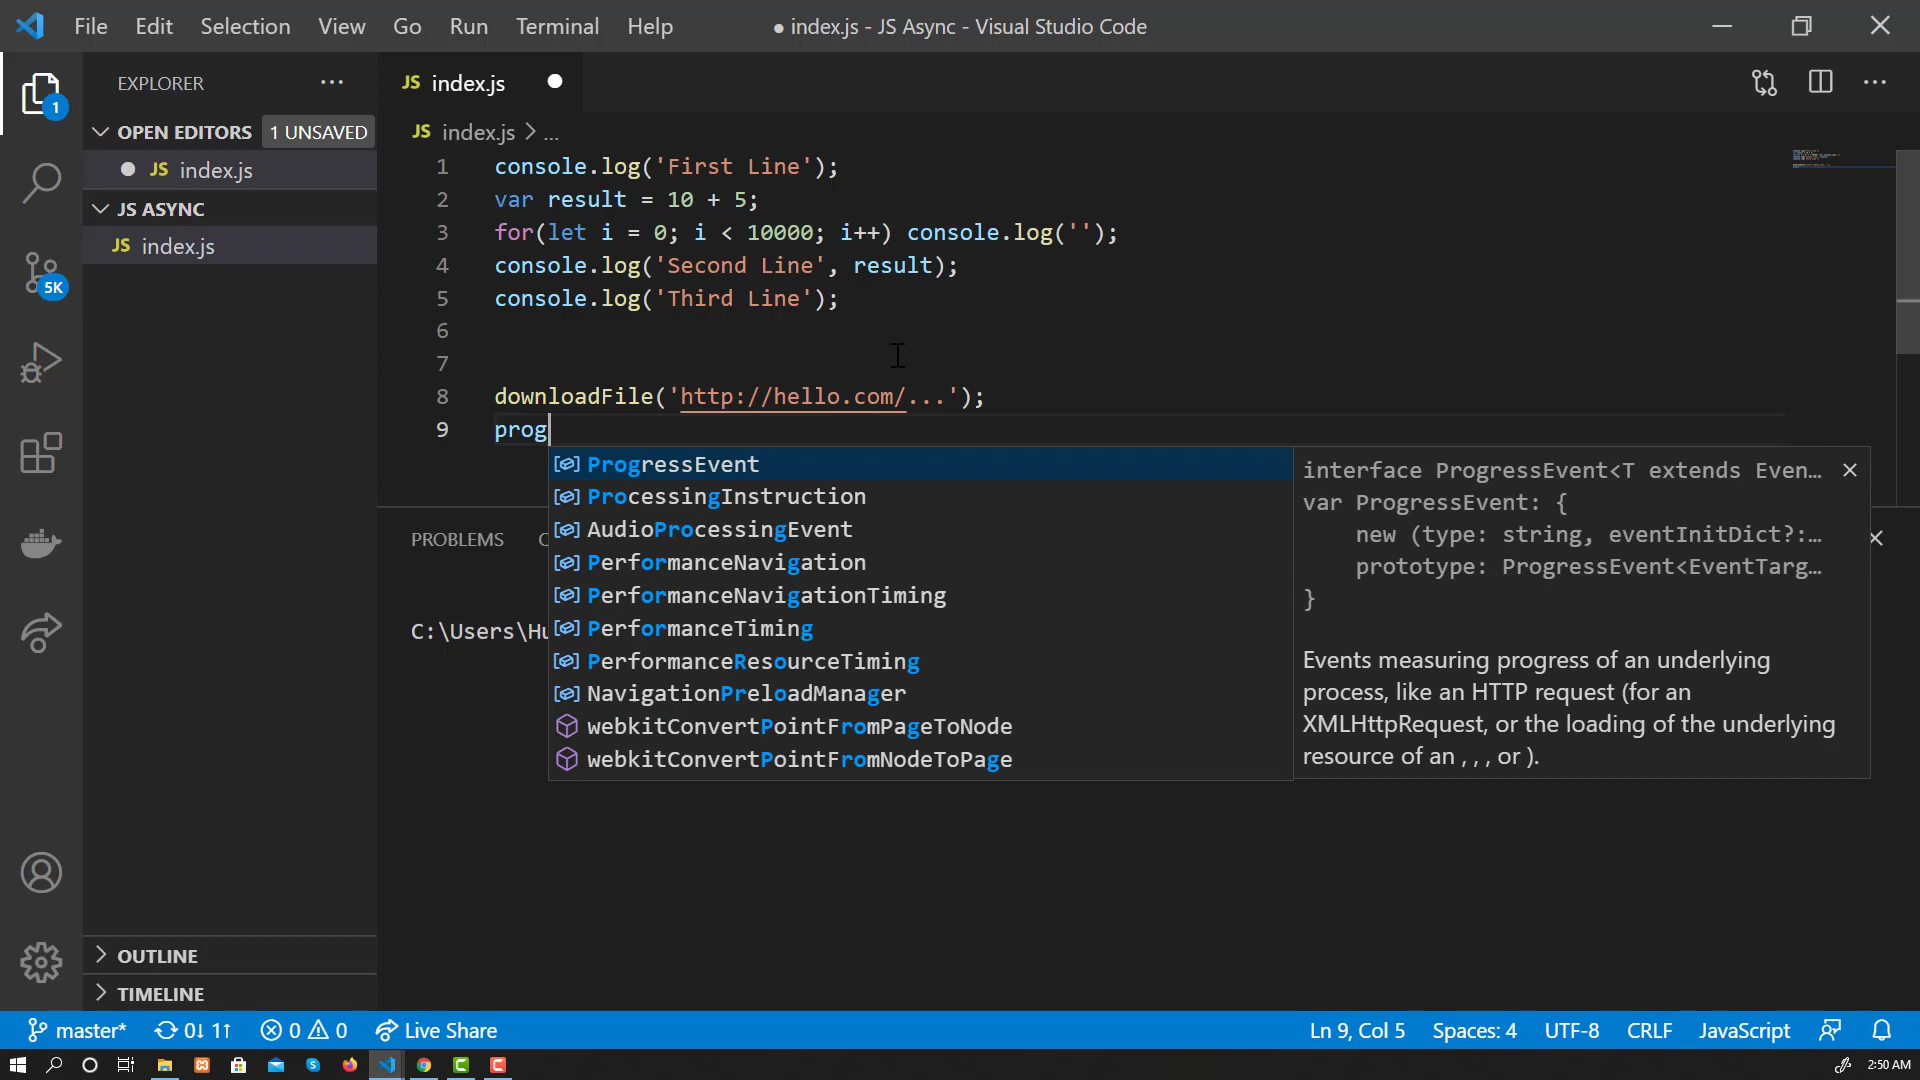 File Edit Selection View Go Run Terminal Help
● index.js - JS Async - Visual Studio Code
EXPLORER ...
JS index.js
OPEN EDITORS 1 UNSAVED
JS index.js > ...
JS index.js
JS ASYNC
JS index.js
1
5K
1 console.log('First Line');
2 var result = 10 + 5;
3 for(let i = 0; i < 10000; i++) console.log('');
4 console.log('Second Line', result);
5 console.log('Third Line');
6
7
8 downloadFile('http://hello.com/...');
9 prog
ProgressEvent
ProcessingInstruction
AudioProcessingEvent
PerformanceNavigation
PerformanceNavigationTiming
PerformanceTiming
PerformanceResourceTiming
NavigationPreloadManager
webkitConvertPointFromPageToNode
webkitConvertPointFromNodeToPage
interface ProgressEvent<T extends Even…
var ProgressEvent: {
new (type: string, eventInitDict?:…
prototype: ProgressEvent<EventTarg…
}
Events measuring progress of an underlying
process, like an HTTP request (for an
XMLHttpRequest, or the loading of the underlying
resource of an , , , or ).
PROBLEMS
C:\Users\Hu
OUTLINE
TIMELINE
master* 0↓ 1↑ 0 0 Live Share
Ln 9, Col 5 Spaces: 4 UTF-8 CRLF JavaScript
2:50 AM